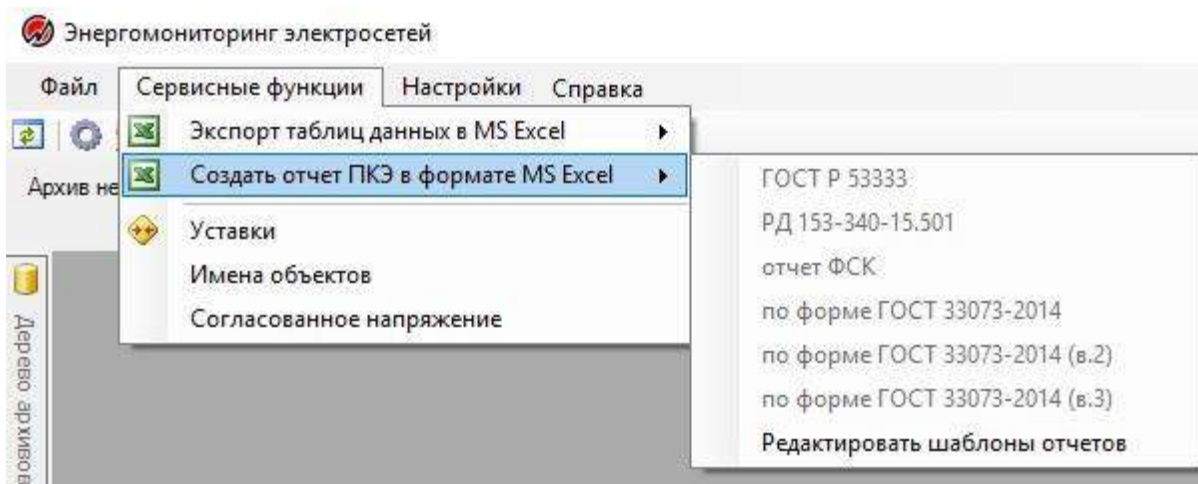 Энергомониторинг электросетей
Файл Сервисные функции Настройки Справка
Экспорт таблиц данных в MS Excel
Архив не
Создать отчет ПКЭ в формате MS Excel
ГОСТ Р 53333
Уставки
РД 153-340-15.501
Имена объектов
отчет ФСК
Согласованное напряжение
по форме ГОСТ 33073-2014
по форме ГОСТ 33073-2014 (в.2)
по форме ГОСТ 33073-2014 (в.3)
Редактировать шаблоны отчетов
Дерево архивов